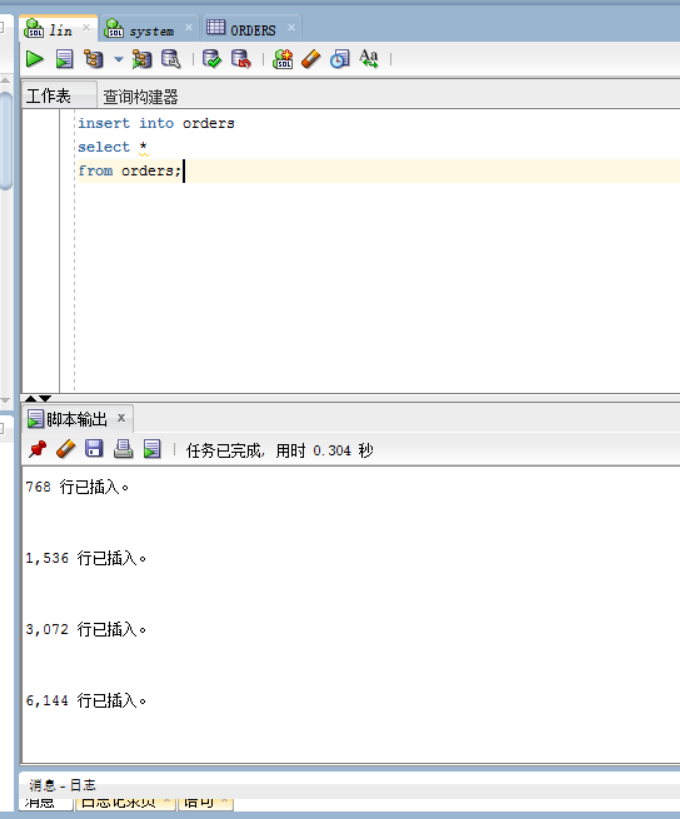 lin system ORDERS
工作表 查询构建器
insert into orders
select *
from orders;
脚本输出
任务已完成, 用时 0.304 秒
768 行已插入。
1,536 行已插入。
3,072 行已插入。
6,144 行已插入。
消息 - 日志
消息 日志记录页 语句